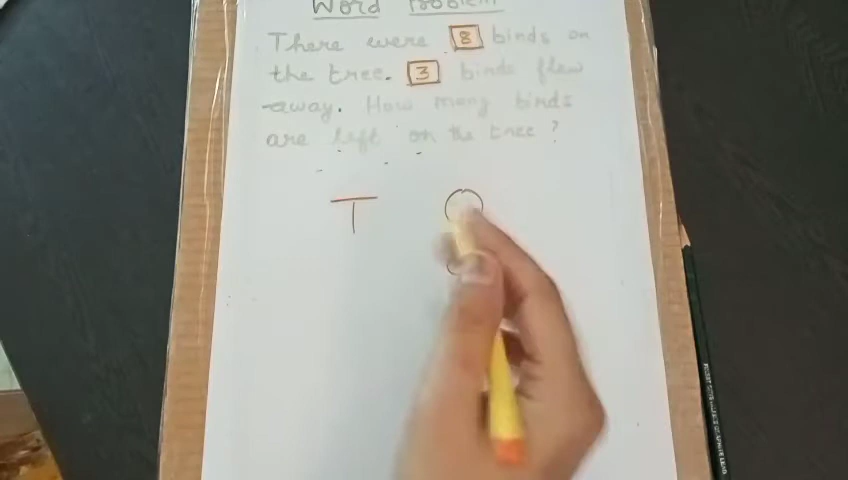 Word Problem
There were 8 birds on
the tree. 3 birds flew
away. How many birds
are left on the tree ?
T